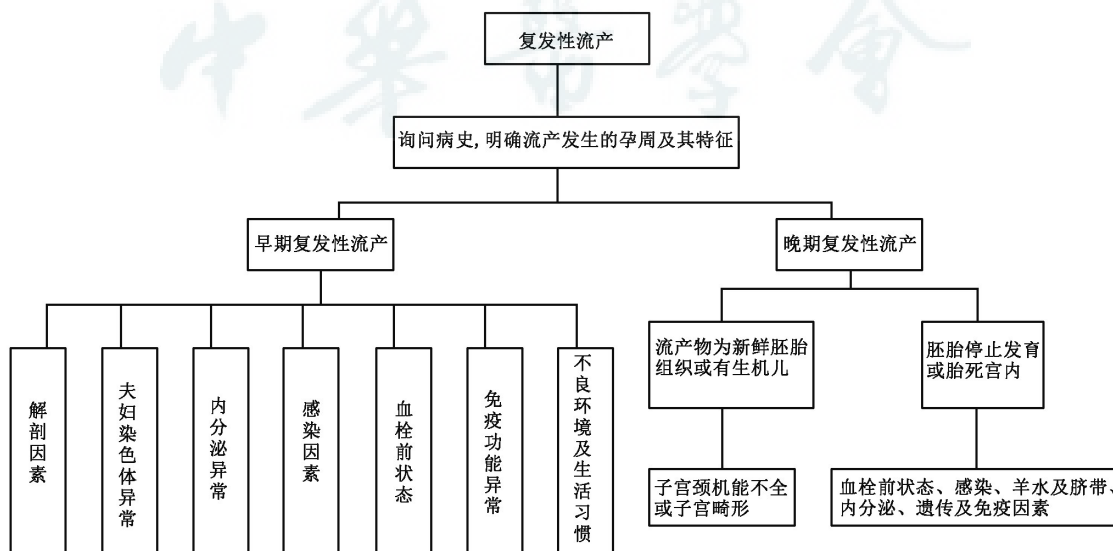 中华医学会
复发性流产
询问病史,明确流产发生的孕周及其特征
早期复发性流产
晚期复发性流产
解剖因素
夫妇染色体异常
内分泌异常
感染因素
血栓前状态
免疫功能异常
不良环境及生活习惯
流产物为新鲜胚胎
组织或有生机儿
胚胎停止发育
或胎死宫内
子宫颈机能不全
或子宫畸形
血栓前状态、感染、羊水及脐带、
内分泌、遗传及免疫因素